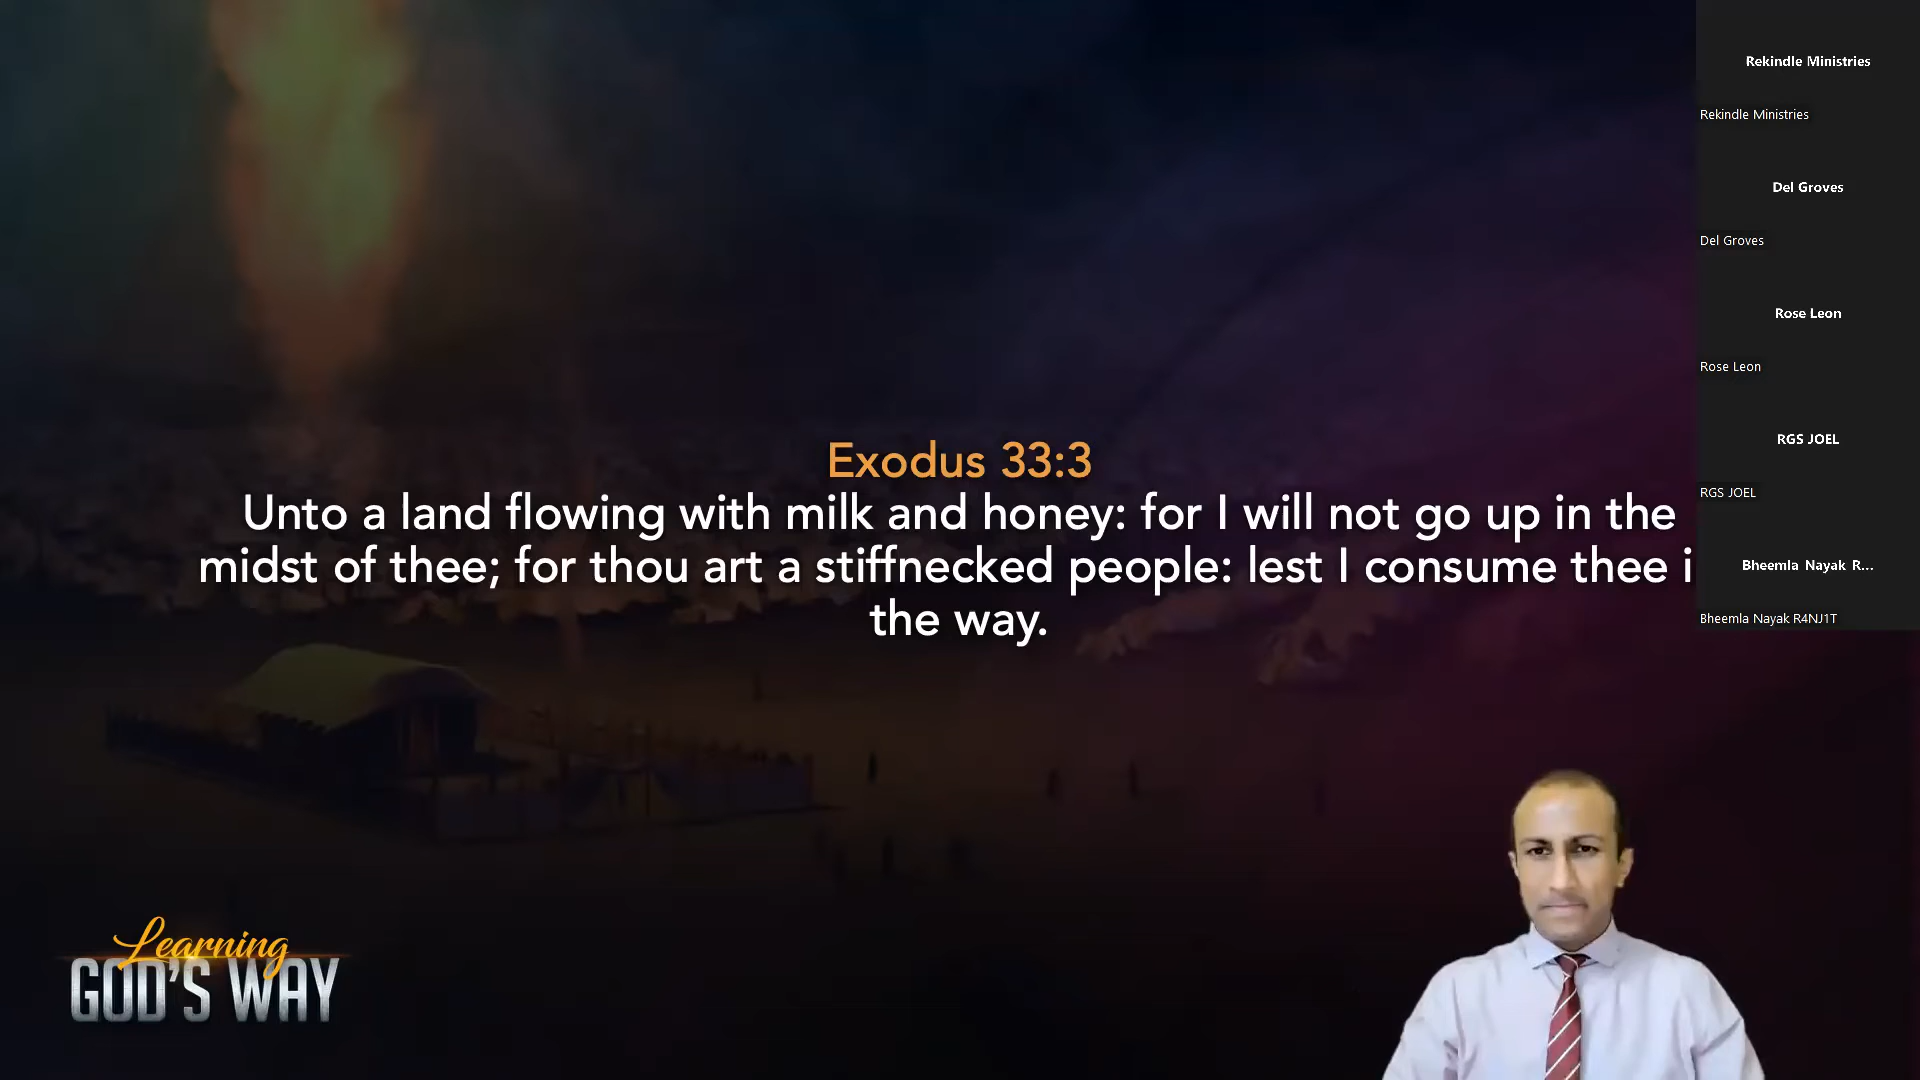 Exodus 33:3
Unto a land flowing with milk and honey: for I will not go up in the
midst of thee; for thou art a stiffnecked people: lest I consume thee i
the way.
Learning
GOD'S WAY
Rekindle Ministries
Rekindle Ministries
Del Groves
Del Groves
Rose Leon
Rose Leon
RGS JOEL
RGS JOEL
Bheemla Nayak R...
Bheemla Nayak R4NJ1T